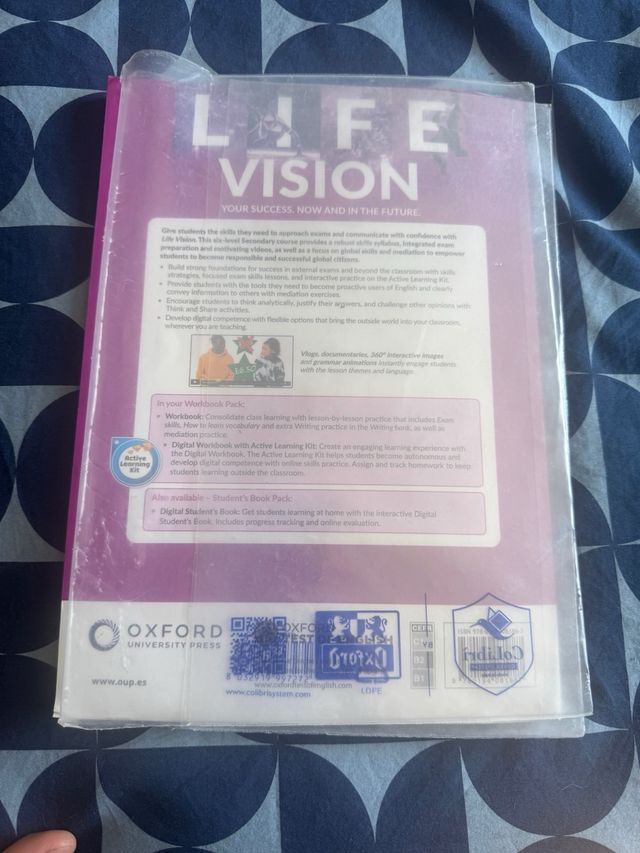 LIFE
VISION
YOUR SUCCESS. NOW AND IN THE FUTURE.
Give students the skills they need to approach exams and communicate with confidence with
Life Vision. This six-level Secondary course provides a robust skills syllabus, integrated exam
preparation and motivating videos, as well as a focus on global skills and mediation to empower
students to become responsible and successful global citizens.
• Build strong foundations for success in external exams and beyond the classroom with skills
strategies, focused exam skills lessons, and interactive practice on the Active Learning Kit.
• Provide students with the tools they need to become proactive users of English and clearly
convey information to others with mediation exercises.
• Encourage students to think analytically, justify their answers, and challenge other opinions with
Think and Share activities.
• Develop digital competence with flexible options that bring the outside world into your classroom,
wherever you are teaching.
Vlogs, documentaries, 360° interactive images
and grammar animations instantly engage students
with the lesson themes and language.
In your Workbook Pack:
• Workbook: Consolidate class learning with lesson-by-lesson practice that includes Exam
skills, How to learn vocabulary and extra Writing practice in the Writing bank, as well as
mediation practice.
• Digital Workbook with Active Learning Kit: Create an engaging learning experience with
the Digital Workbook. The Active Learning Kit helps students become autonomous and
develop digital competence with online skills practice. Assign and track homework to keep
students learning outside the classroom.
Active
Learning
Kit
Also available – Student's Book Pack:
• Digital Student's Book: Get students learning at home with the interactive Digital
Student's Book. Includes progress tracking and online evaluation.
OXFORD
UNIVERSITY PRESS
www.oup.es
OXFORD
TEST OF ENGLISH
www.oxfordtestofenglish.com
www.colibrisystem.com
Oxford
LDPE
CEFR
B2
B1
Y8
CoLibrì